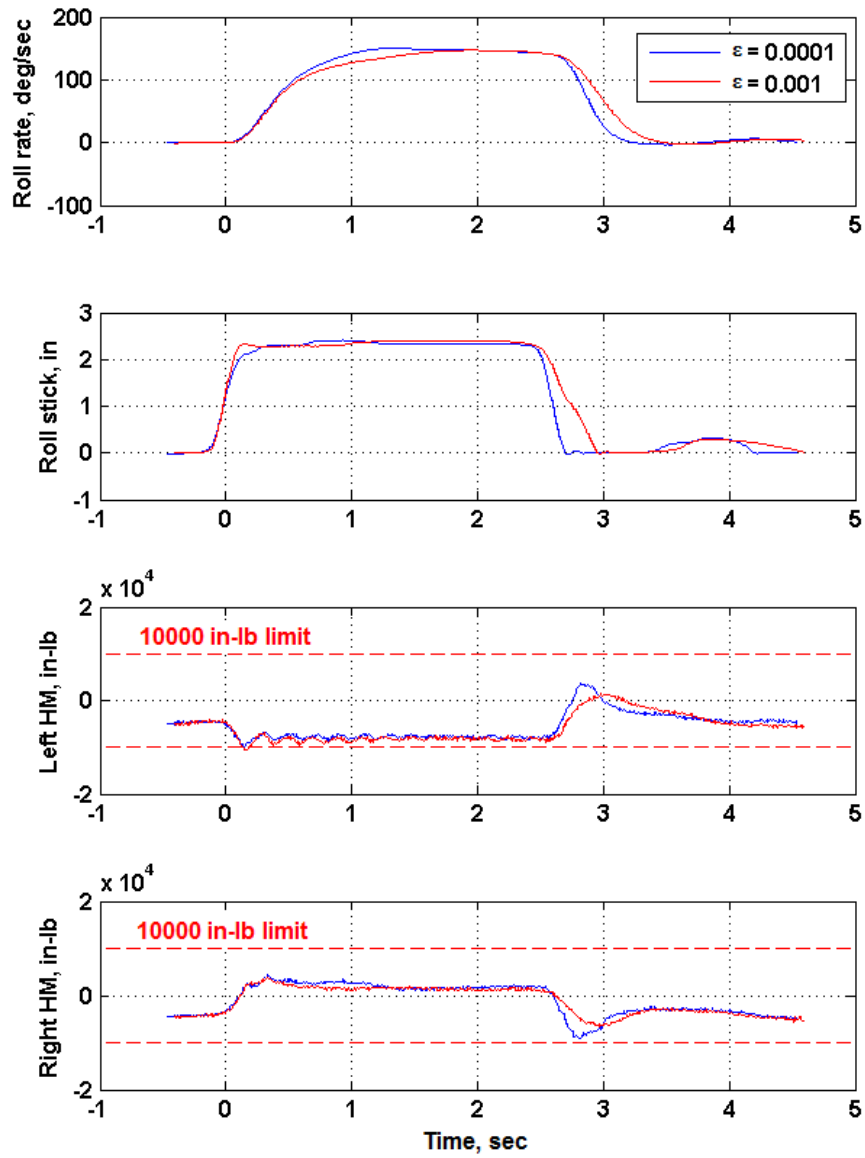 Roll rate, deg/sec
200
100
0
-100
ε = 0.0001
ε = 0.001
-1 0 1 2 3 4 5
Roll stick, in
3
2
1
0
-1
-1 0 1 2 3 4 5
x 10^4
Left HM, in-lb
2
10000 in-lb limit
0
-2
-1 0 1 2 3 4 5
x 10^4
Right HM, in-lb
2
10000 in-lb limit
0
-2
-1 0 1 2 3 4 5
Time, sec